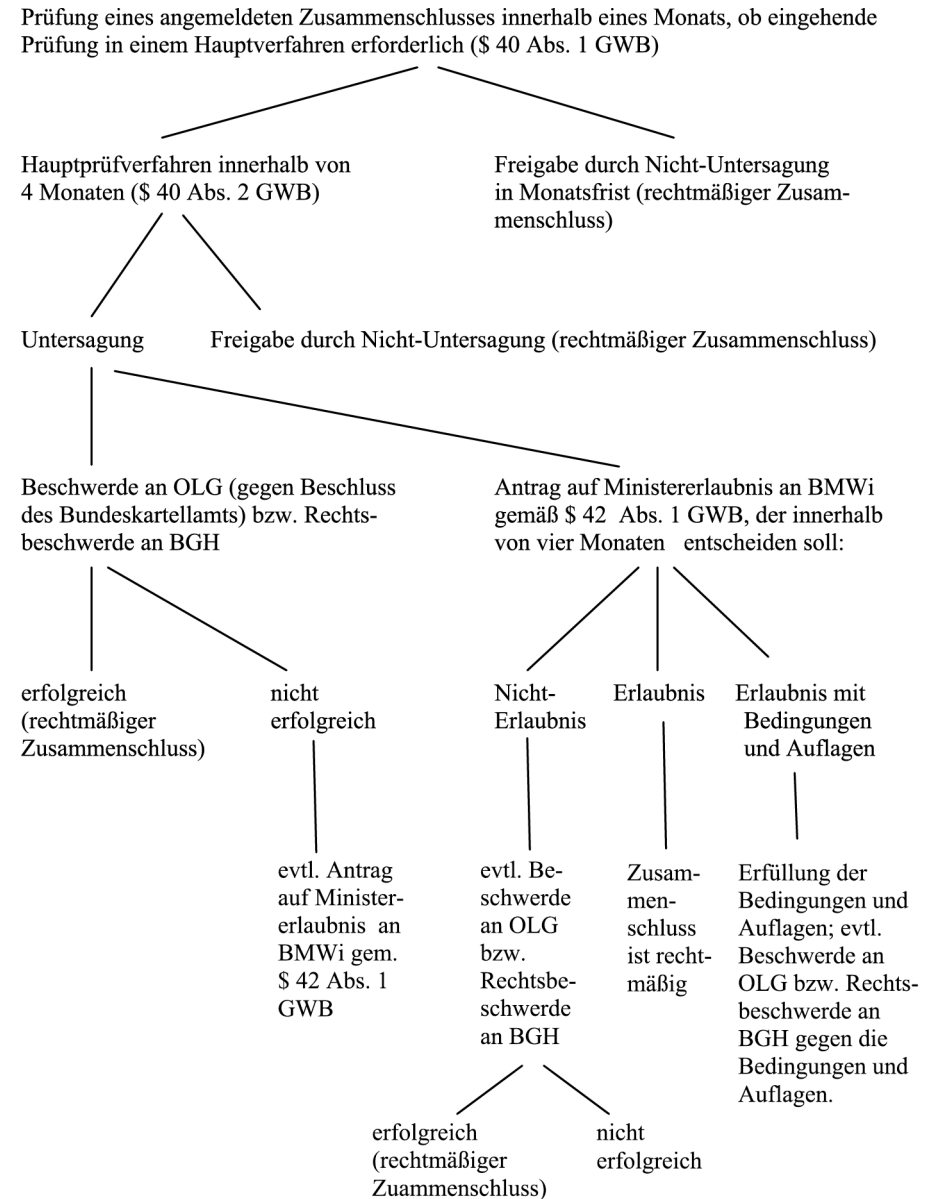 Prüfung eines angemeldeten Zusammenschlusses innerhalb eines Monats, ob eingehende
Prüfung in einem Hauptverfahren erforderlich ($ 40 Abs. 1 GWB)
Hauptprüfverfahren innerhalb von
4 Monaten ($ 40 Abs. 2 GWB)
Freigabe durch Nicht-Untersagung
in Monatsfrist (rechtmäßiger Zusam-
menschluss)
Untersagung
Freigabe durch Nicht-Untersagung (rechtmäßiger Zusammenschluss)
Beschwerde an OLG (gegen Beschluss
des Bundeskartellamts) bzw. Rechts-
beschwerde an BGH
Antrag auf Ministererlaubnis an BMWi
gemäß $ 42 Abs. 1 GWB, der innerhalb
von vier Monaten entscheiden soll:
erfolgreich
(rechtmäßiger
Zusammenschluss)
nicht
erfolgreich
Nicht-
Erlaubnis
Erlaubnis
Erlaubnis mit
Bedingungen
und Auflagen
evtl. Antrag
auf Minister-
erlaubnis an
BMWi gem.
$ 42 Abs. 1
GWB
evtl. Be-
schwerde
an OLG
bzw.
Rechtsbe-
schwerde
an BGH
Zusam-
men-
schluss
ist recht-
mäßig
Erfüllung der
Bedingungen und
Auflagen; evtl.
Beschwerde an
OLG bzw. Rechts-
beschwerde an
BGH gegen die
Bedingungen und
Auflagen.
erfolgreich
(rechtmäßiger
Zuammenschluss)
nicht
erfolgreich